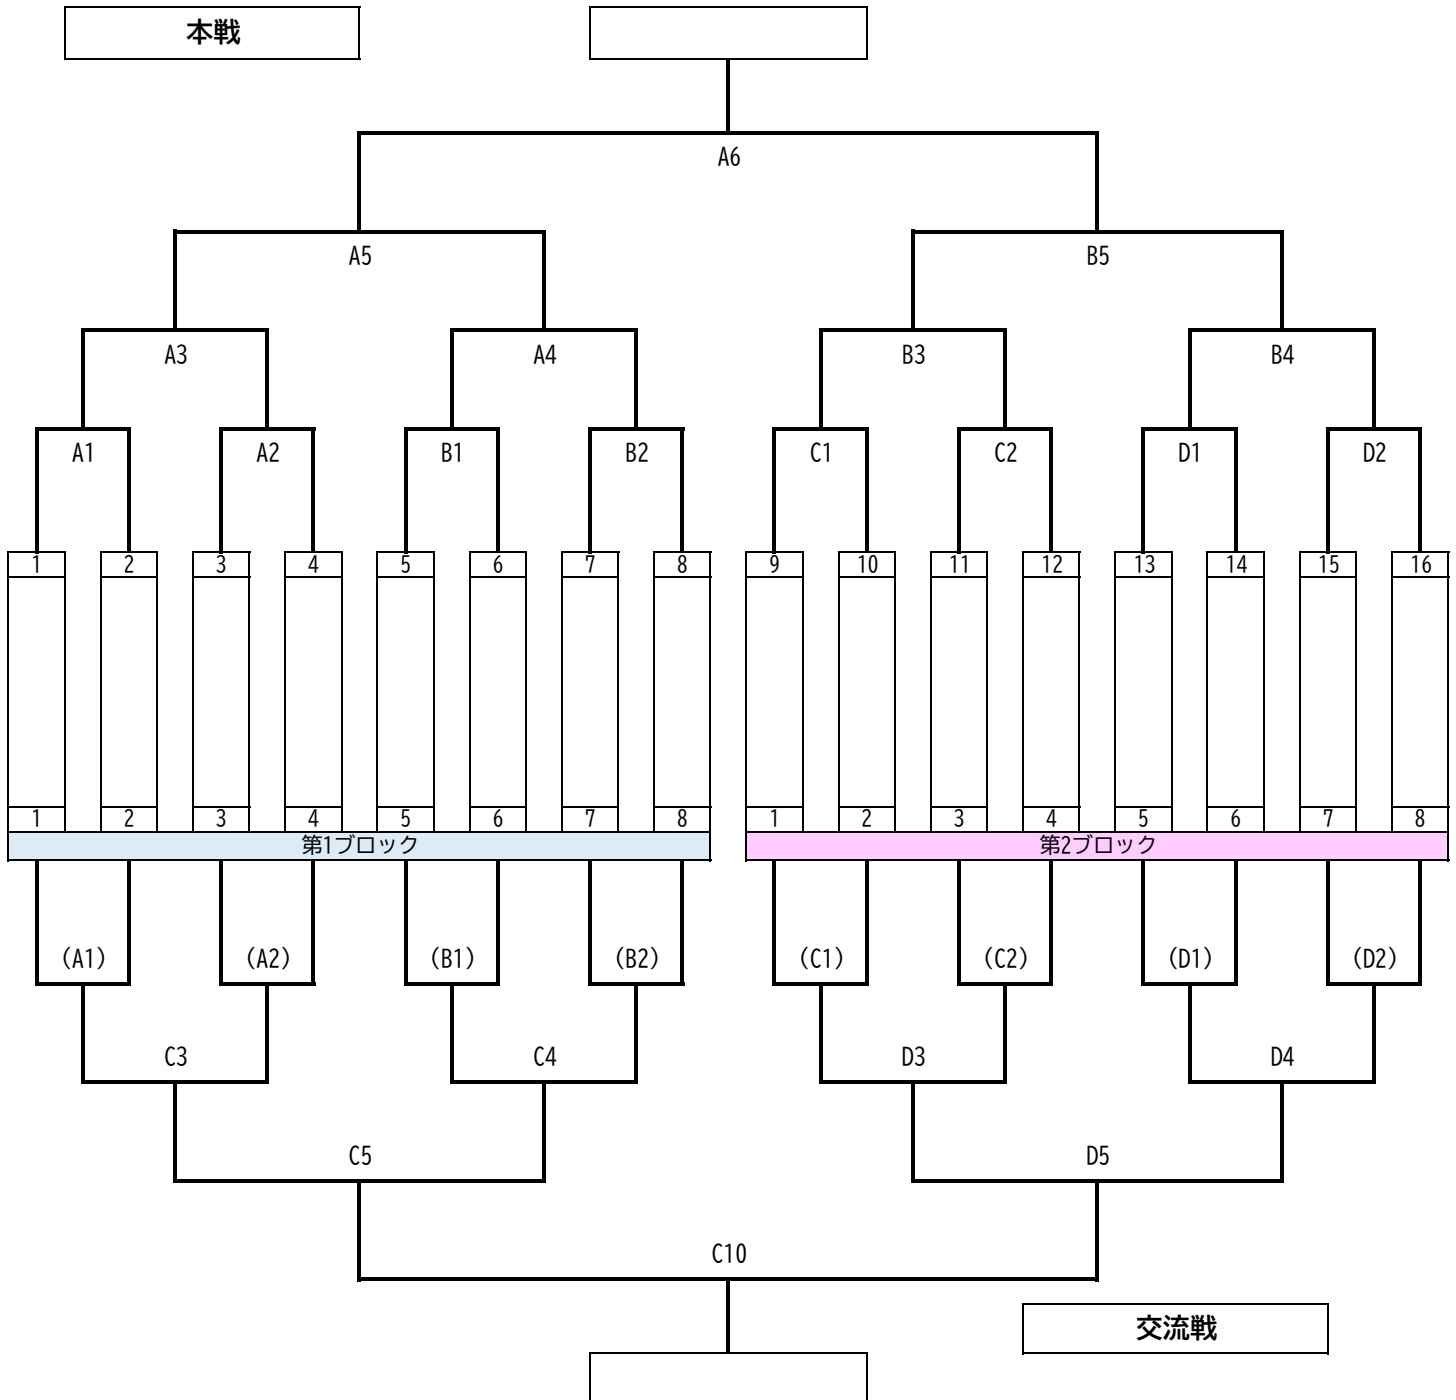 本戦
A6
A5 B5
A3 A4 B3 B4
A1 A2 B1 B2 C1 C2 D1 D2
1 2 3 4 5 6 7 8 9 10 11 12 13 14 15 16
1 2 3 4 5 6 7 8 1 2 3 4 5 6 7 8
第1ブロック 第2ブロック
(A1) (A2) (B1) (B2) (C1) (C2) (D1) (D2)
C3 C4 D3 D4
C5 D5
C10
交流戦